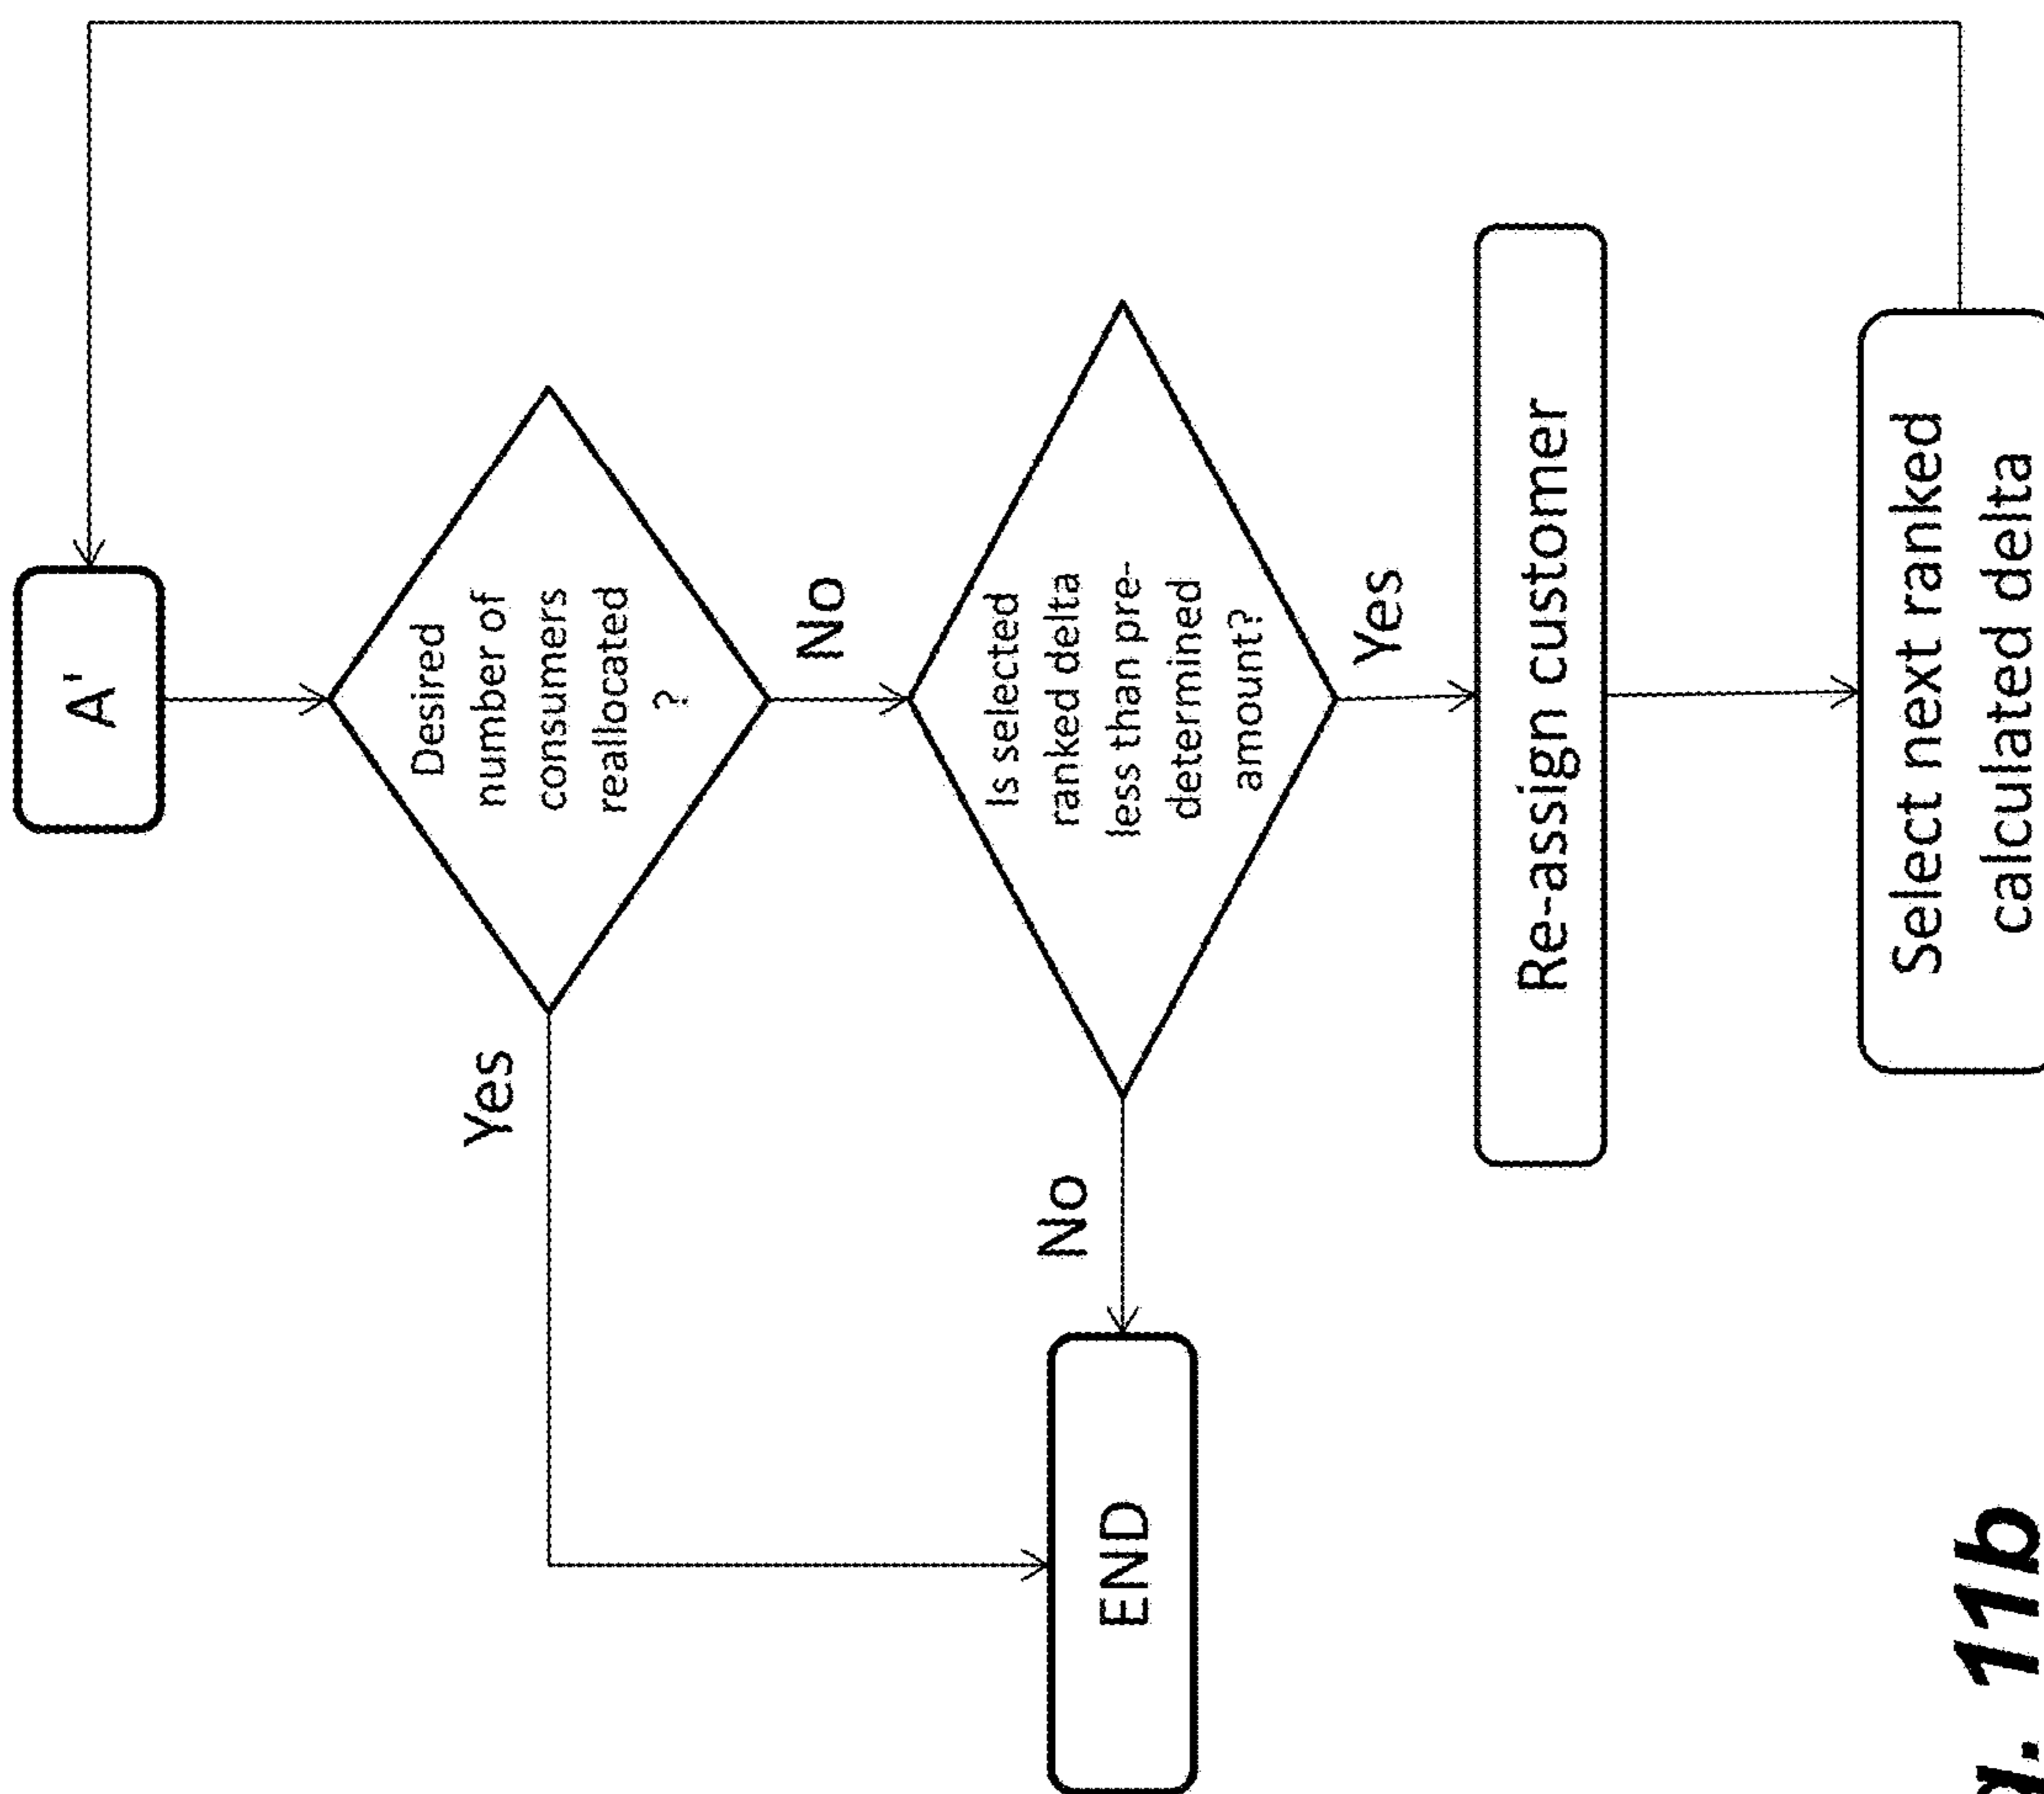 A'
Desired
number of
consumers
reallocated
?
Yes
No
Is selected
ranked delta
less than pre-
determined
amount?
No
Yes
END
Re-assign customer
Select next ranked
calculated delta
11b